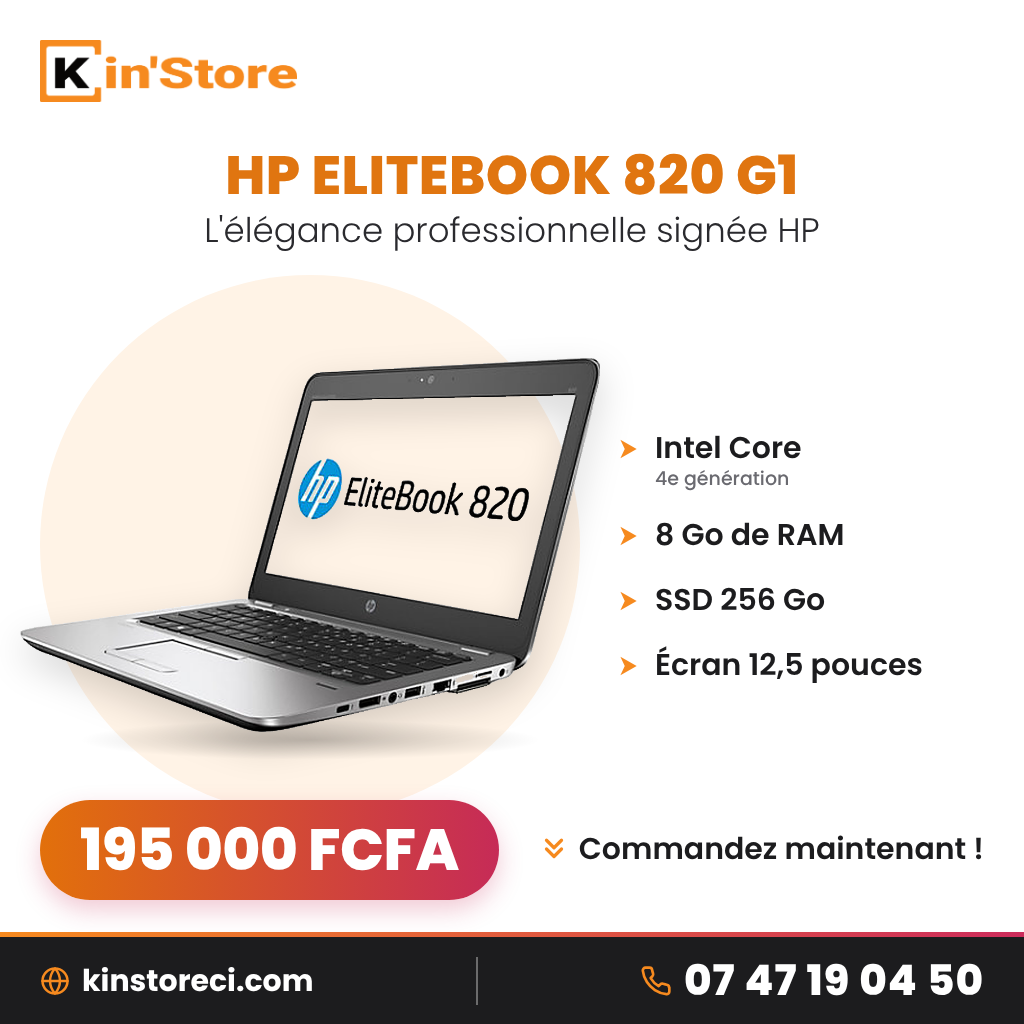 Kin'Store
HP ELITEBOOK 820 G1
L'élégance professionnelle signée HP
hp EliteBook 820
hp
Intel Core
4e génération
8 Go de RAM
SSD 256 Go
Écran 12,5 pouces
195 000 FCFA
Commandez maintenant !
kinstoreci.com
07 47 19 04 50